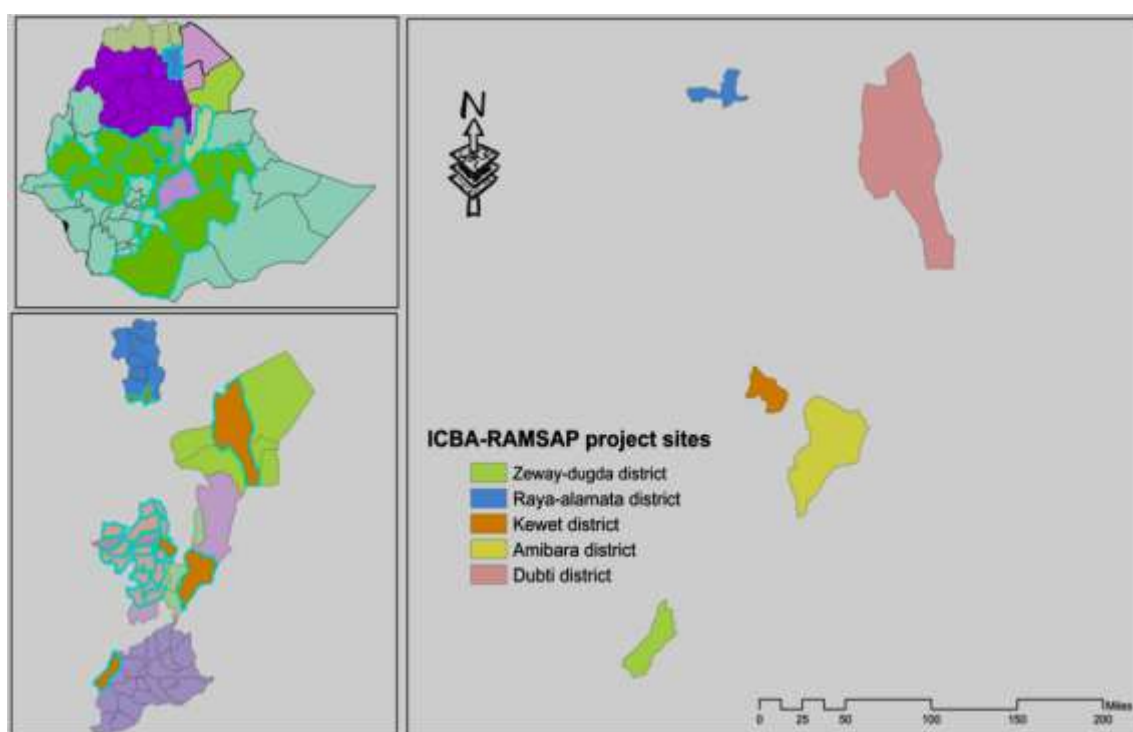 N
ICBA-RAMSAP project sites
Zeway-dugda district
Raya-alamata district
Kewet district
Amibara district
Dubti district
Miles
0 25 50 100 150 200